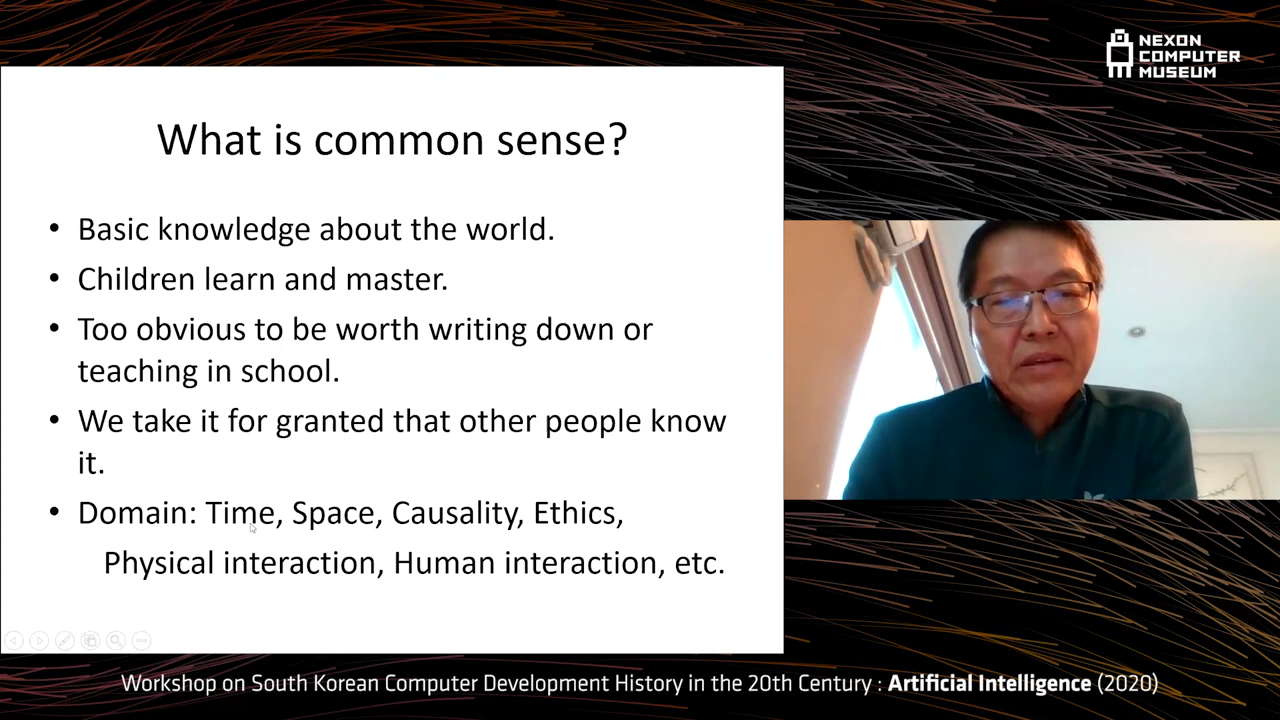 NEXON
COMPUTER
MUSEUM
What is common sense?
• Basic knowledge about the world.
• Children learn and master.
• Too obvious to be worth writing down or
teaching in school.
• We take it for granted that other people know
it.
• Domain: Time, Space, Causality, Ethics,
Physical interaction, Human interaction, etc.
Workshop on South Korean Computer Development History in the 20th Century : Artificial Intelligence (2020)